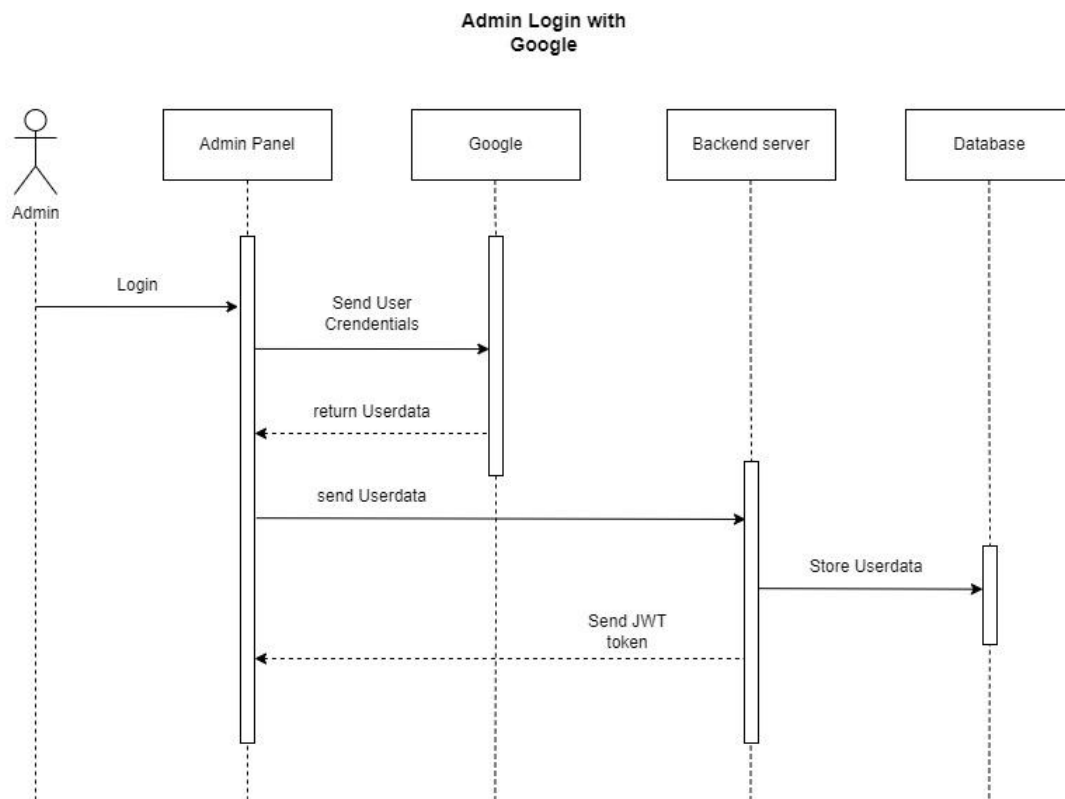 Admin Login with
Google
Admin Panel
Google
Backend server
Database
Admin
Login
Send User
Crendentials
return Userdata
send Userdata
Store Userdata
Send JWT
token